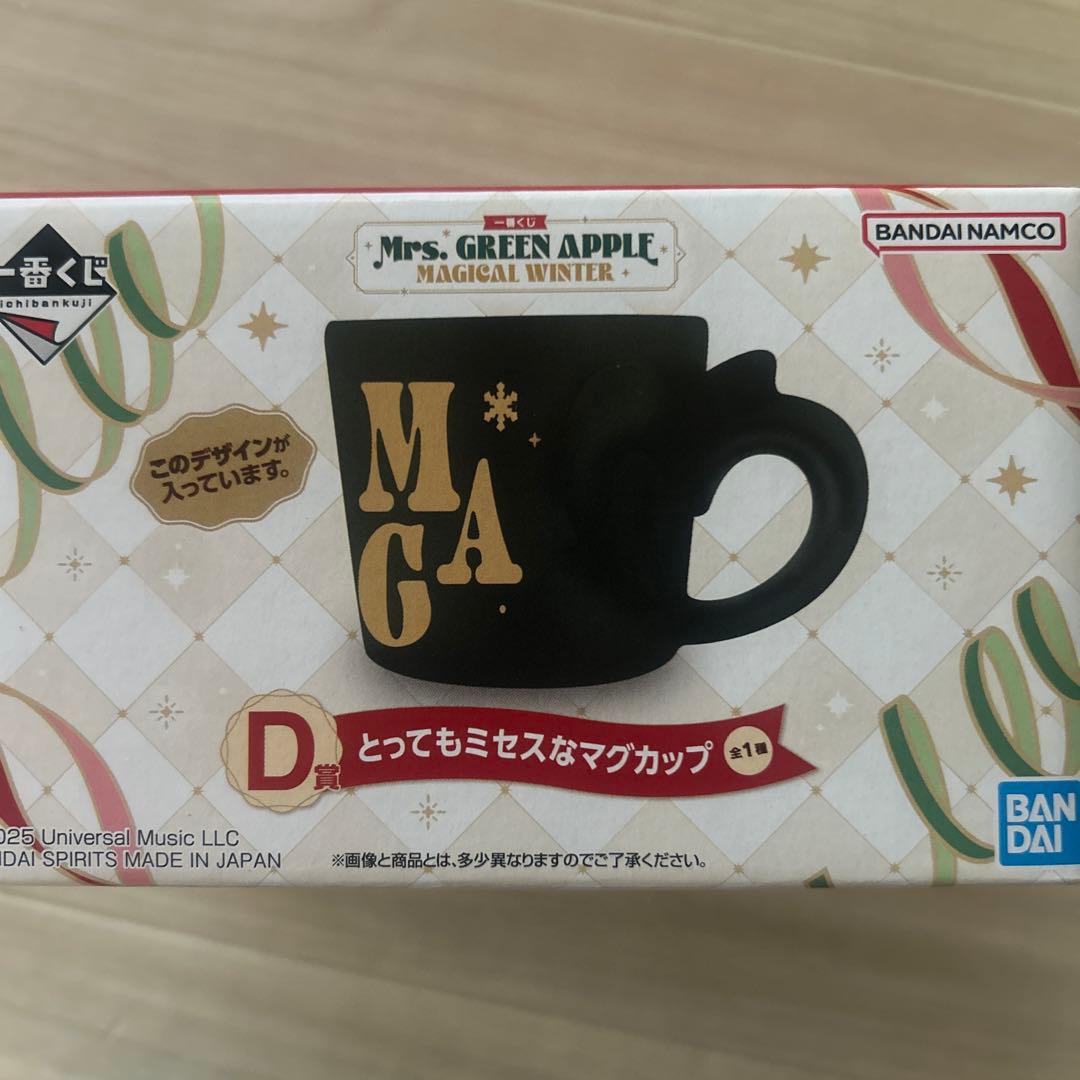 一番くじ
ichibankuji
一番くじ
Mrs. GREEN APPLE
MAGICAL WINTER
BANDAI NAMCO
このデザインが
入っています。
M
A
G
D賞
とってもミセスなマグカップ
全1種
BAN
DAI
025 Universal Music LLC
NDAI SPIRITS MADE IN JAPAN
※画像と商品とは、多少異なりますのでご了承ください。